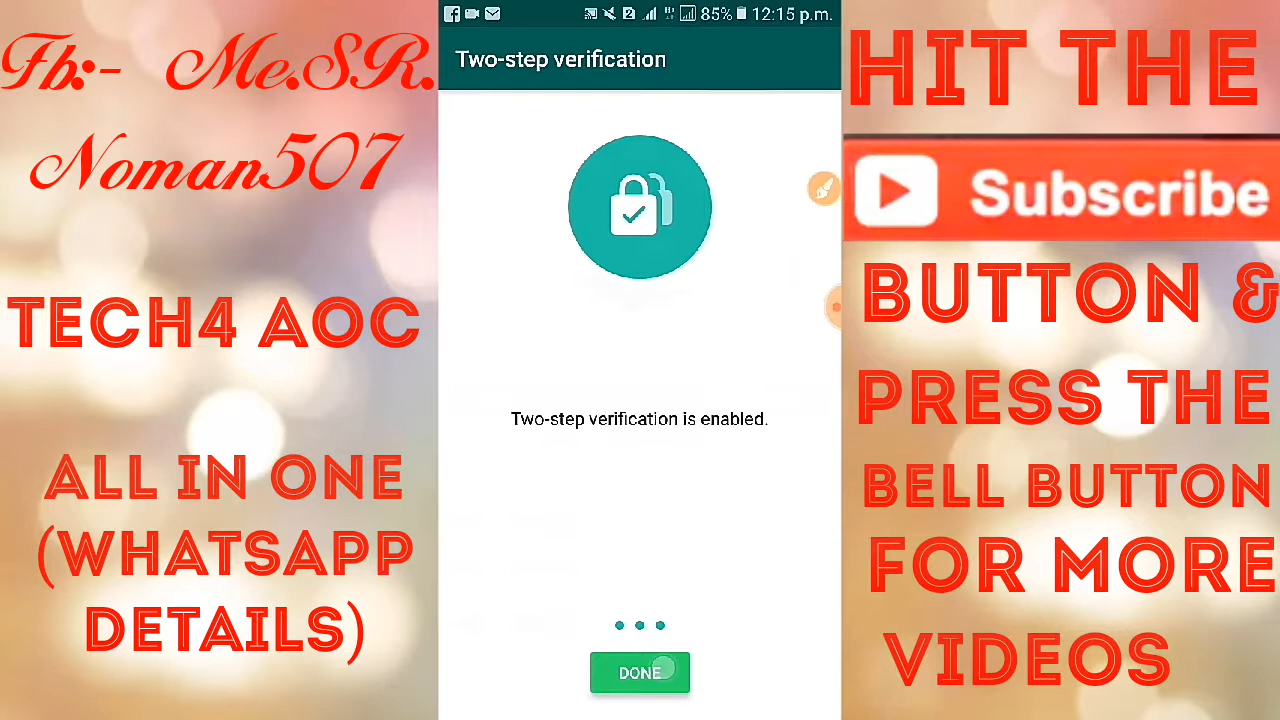 Fb:- Me.SR.
Noman507
TECH4 AOC
ALL IN ONE
(WHATSAPP
DETAILS)
2 85% 12:15 p.m.
Two-step verification
Two-step verification is enabled.
DONE
HIT THE
Subscribe
BUTTON &
PRESS THE
BELL BUTTON
FOR MORE
VIDEOS